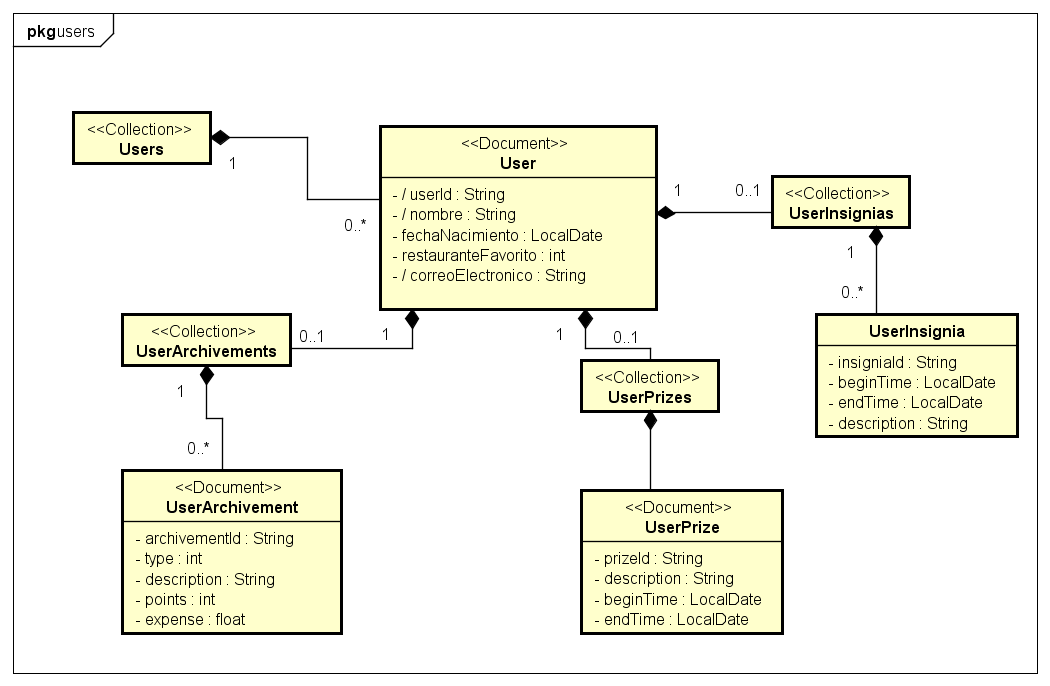 pkg users
<<Collection>>
Users
1
0..*
<<Document>>
User
- / userId : String
- / nombre : String
- fechaNacimiento : LocalDate
- restauranteFavorito : int
- / correoElectronico : String
1
0..1
<<Collection>>
UserInsignias
1
0..*
UserInsignia
- insigniaId : String
- beginTime : LocalDate
- endTime : LocalDate
- description : String
1
0..1
<<Collection>>
UserArchivements
1
0..*
<<Document>>
UserArchivement
- archivementId : String
- type : int
- description : String
- points : int
- expense : float
1
0..1
<<Collection>>
UserPrizes
<<Document>>
UserPrize
- prizeId : String
- description : String
- beginTime : LocalDate
- endTime : LocalDate